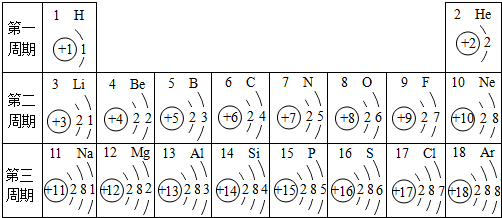 第一周期
1 H
+1 1
2 He
+2 2
第二周期
3 Li
+3 2 1
4 Be
+4 2 2
5 B
+5 2 3
6 C
+6 2 4
7 N
+7 2 5
8 O
+8 2 6
9 F
+9 2 7
10 Ne
+10 2 8
第三周期
11 Na
+11 2 8 1
12 Mg
+12 2 8 2
13 Al
+13 2 8 3
14 Si
+14 2 8 4
15 P
+15 2 8 5
16 S
+16 2 8 6
17 Cl
+17 2 8 7
18 Ar
+18 2 8 8